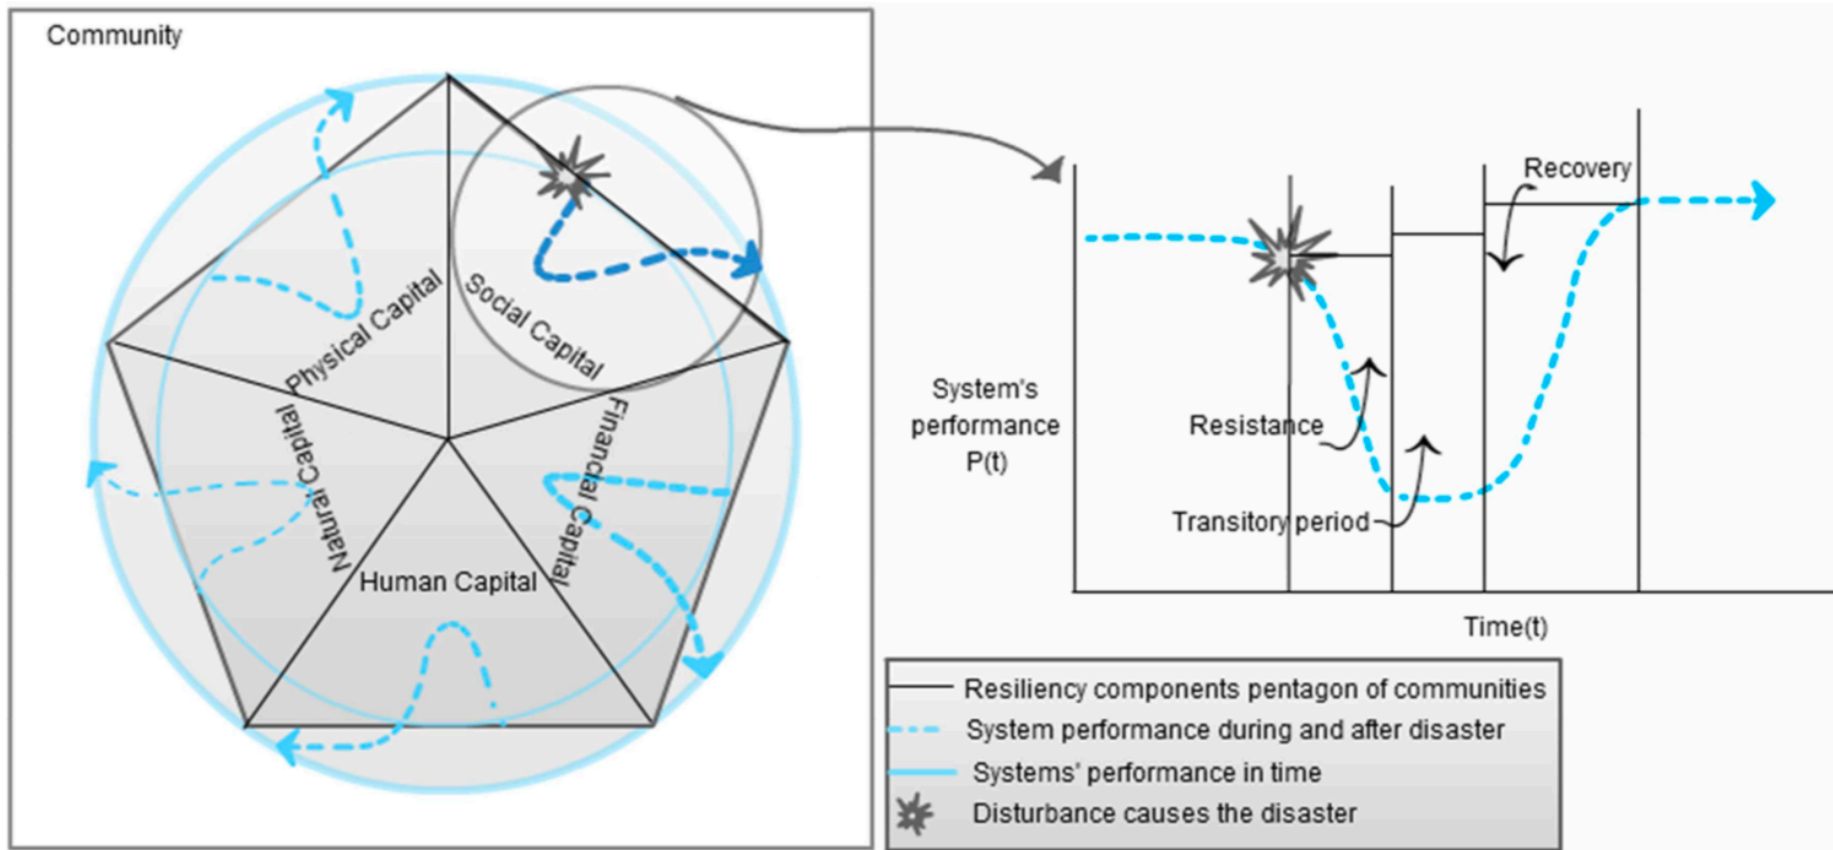 Community
Physical Capital
Social Capital
Natural Capital
Financial Capital
Human Capital
Recovery
System's
performance
P(t)
Resistance
Transitory period
Time(t)
Resiliency components pentagon of communities
System performance during and after disaster
Systems' performance in time
Disturbance causes the disaster